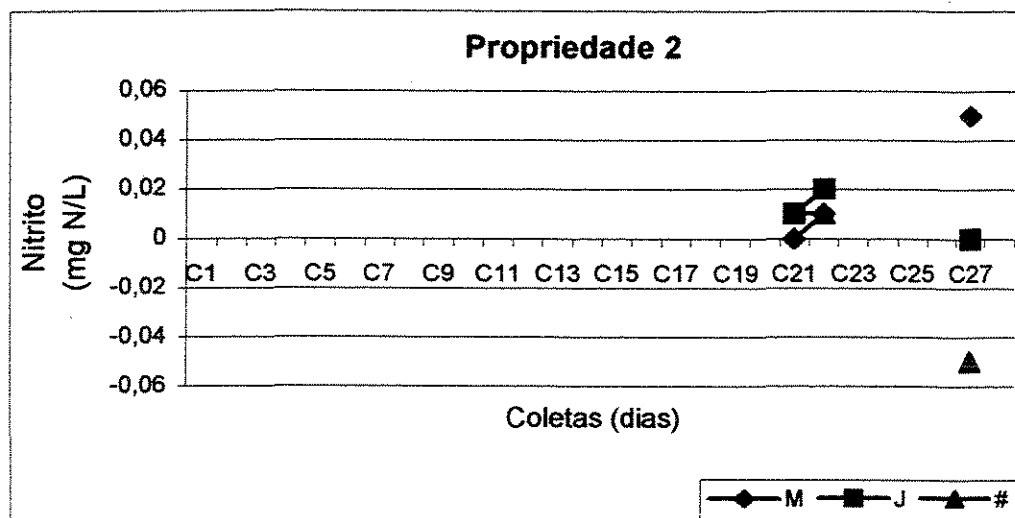 Propriedade 2
Nitrito
(mg N/L)
0,06
0,04
0,02
0
-0,02
-0,04
-0,06
C1 C3 C5 C7 C9 C11 C13 C15 C17 C19 C21 C23 C25 C27
Coletas (dias)
M J #